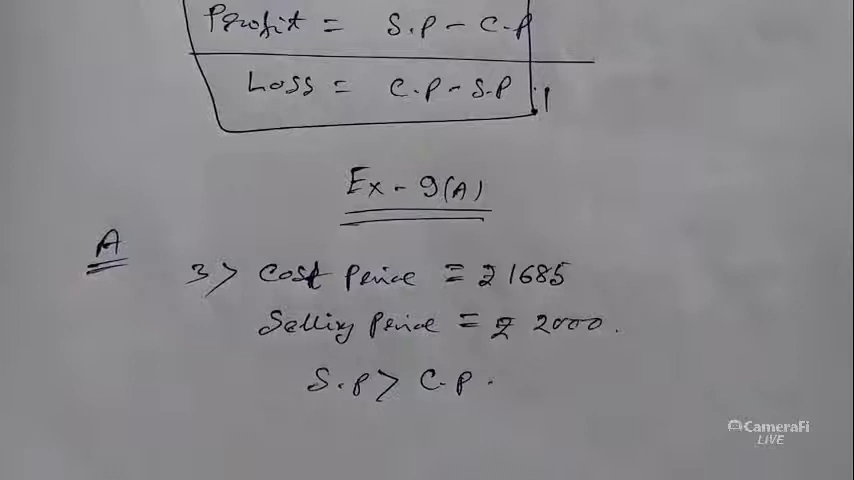 Profit = S.P - C.P
Loss = C.P - S.P
Ex - 9(A)
A
3> Cost Price = ₹ 1685
Selling Price = ₹ 2000.
S.P > C.P.
CameraFi
LIVE